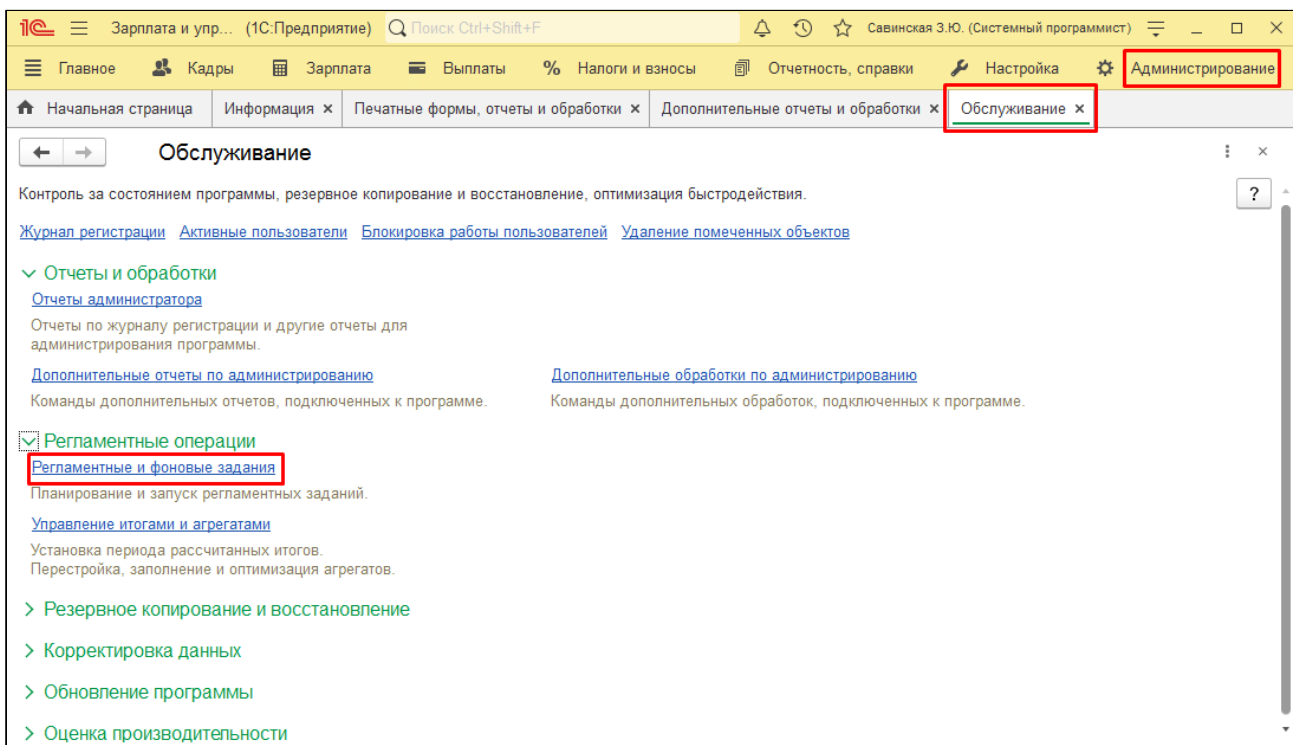 1С Зарплата и упр... (1С:Предприятие) Поиск Ctrl+Shift+F Савинская З.Ю. (Системный программист)
Главное Кадры Зарплата Выплаты % Налоги и взносы Отчетность, справки Настройка Администрирование
Начальная страница Информация × Печатные формы, отчеты и обработки × Дополнительные отчеты и обработки × Обслуживание ×
Обслуживание
Контроль за состоянием программы, резервное копирование и восстановление, оптимизация быстродействия. ?
Журнал регистрации Активные пользователи Блокировка работы пользователей Удаление помеченных объектов
Отчеты и обработки
Отчеты администратора
Отчеты по журналу регистрации и другие отчеты для
администрирования программы.
Дополнительные отчеты по администрированию Дополнительные обработки по администрированию
Команды дополнительных отчетов, подключенных к программе. Команды дополнительных обработок, подключенных к программе.
Регламентные операции
Регламентные и фоновые задания
Планирование и запуск регламентных заданий.
Управление итогами и агрегатами
Установка периода рассчитанных итогов.
Перестройка, заполнение и оптимизация агрегатов.
Резервное копирование и восстановление
Корректировка данных
Обновление программы
Оценка производительности